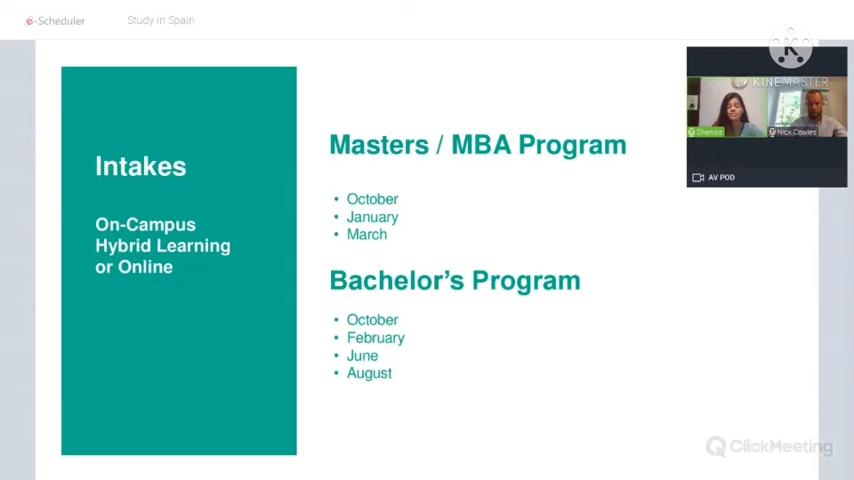 e-Scheduler
Study in Spain
K
KINEMASTER
Shanice
Nick Cowles
AV POD
Intakes
On-Campus
Hybrid Learning
or Online
Masters / MBA Program
• October
• January
• March
Bachelor's Program
• October
• February
• June
• August
ClickMeeting